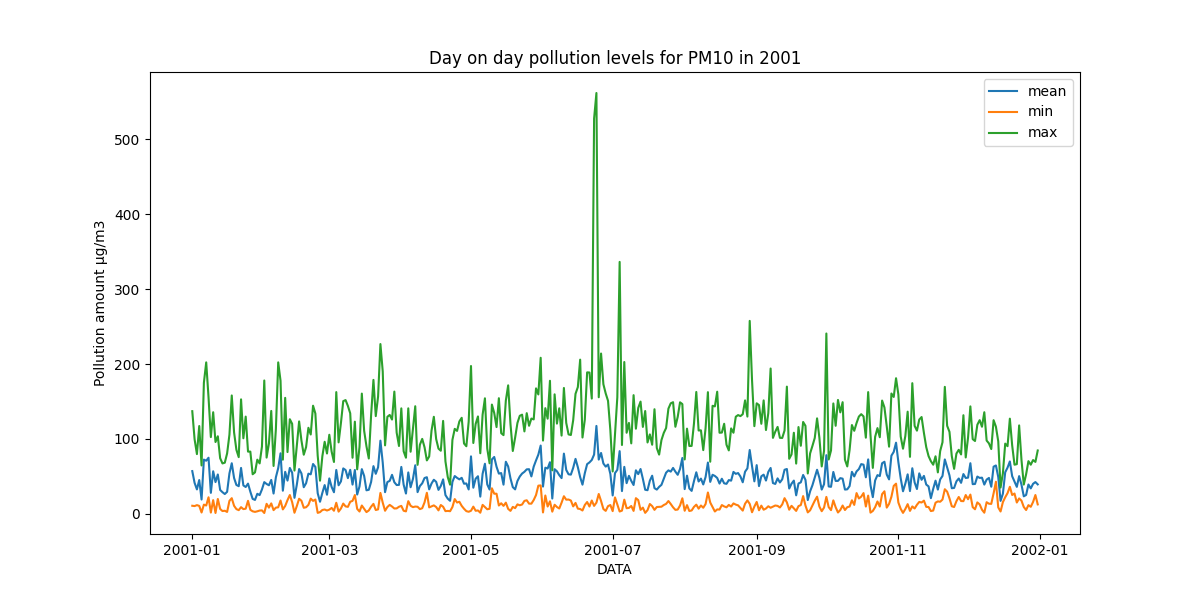 Day on day pollution levels for PM10 in 2001
mean
min
max
Pollution amount µg/m3
500
400
300
200
100
0
2001-01
2001-03
2001-05
2001-07
2001-09
2001-11
2002-01
DATA